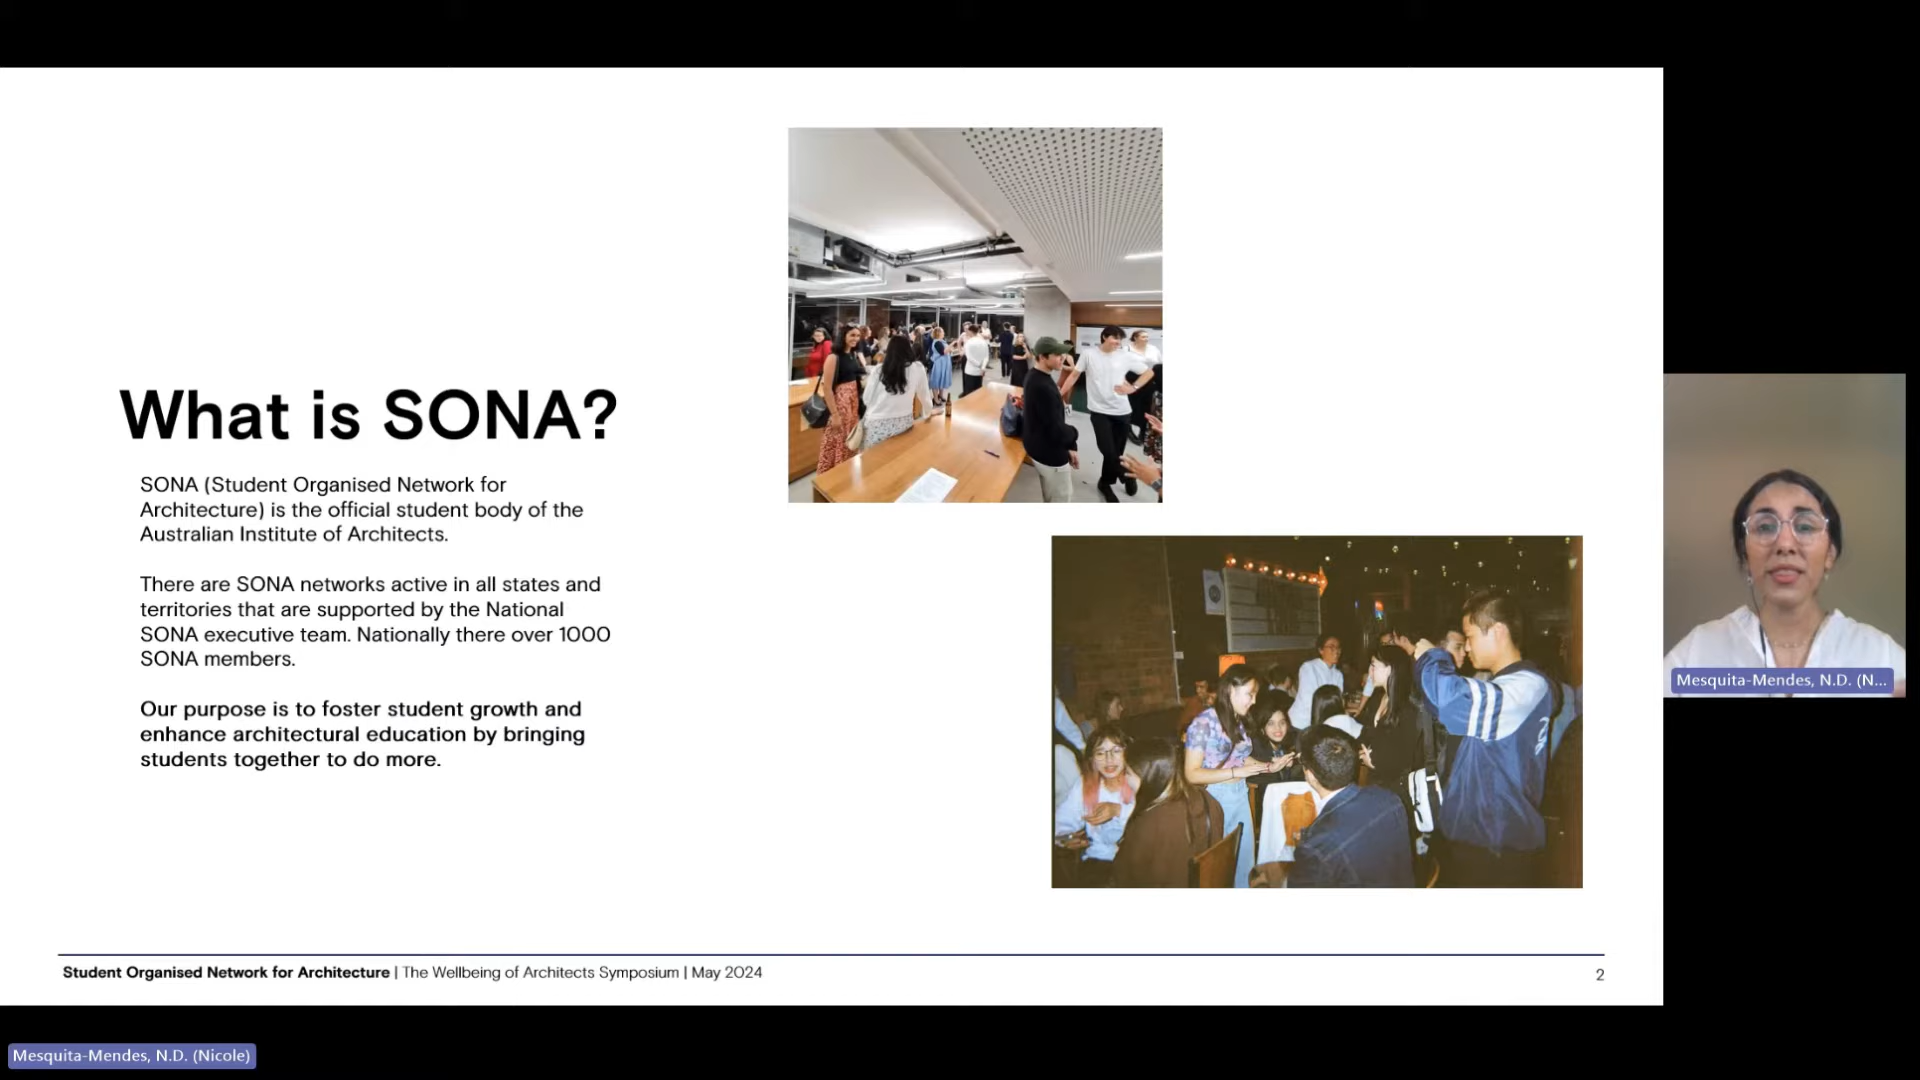 What is SONA?
SONA (Student Organised Network for
Architecture) is the official student body of the
Australian Institute of Architects.
There are SONA networks active in all states and
territories that are supported by the National
SONA executive team. Nationally there over 1000
SONA members.
Our purpose is to foster student growth and
enhance architectural education by bringing
students together to do more.
Mesquita-Mendes, N.D. (N...
Student Organised Network for Architecture | The Wellbeing of Architects Symposium | May 2024
2
Mesquita-Mendes, N.D. (Nicole)